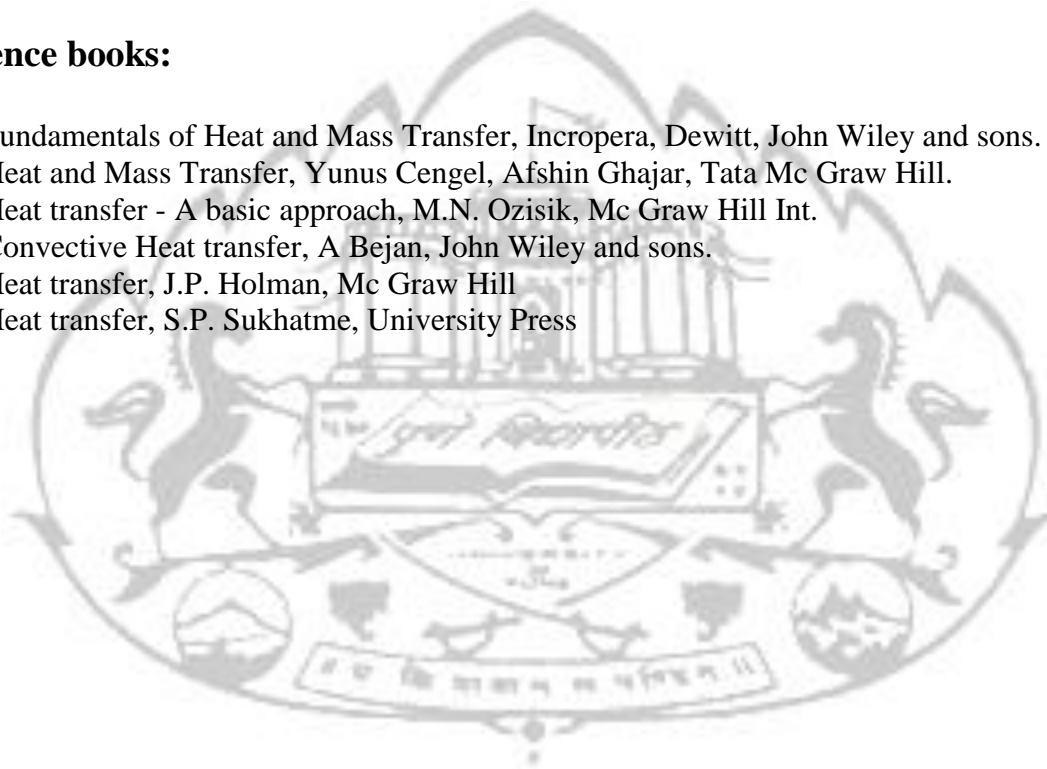 ence books:
undamentals of Heat and Mass Transfer, Incropera, Dewitt, John Wiley and sons.
Heat and Mass Transfer, Yunus Cengel, Afshin Ghajar, Tata Mc Graw Hill.
Heat transfer - A basic approach, M.N. Ozisik, Mc Graw Hill Int.
Convective Heat transfer, A Bejan, John Wiley and sons.
Heat transfer, J.P. Holman, Mc Graw Hill
Heat transfer, S.P. Sukhatme, University Press